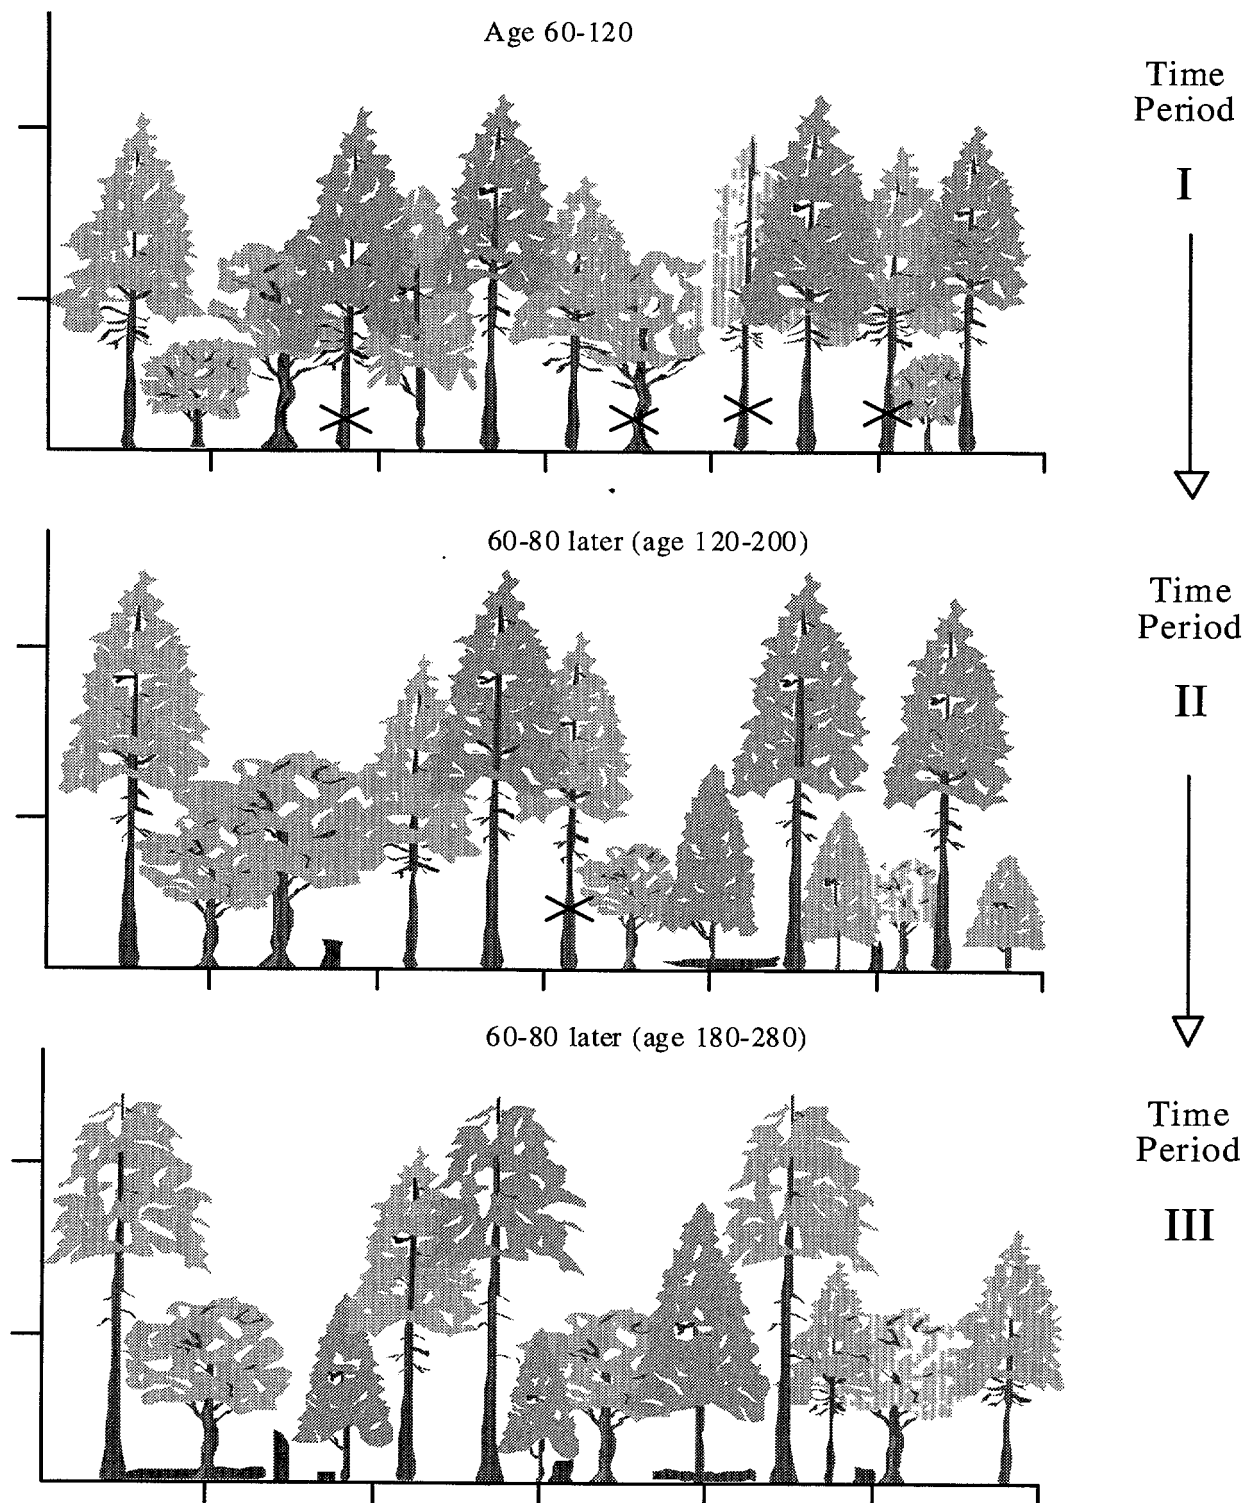 Age 60-120
Time
Period
I
60-80 later (age 120-200)
Time
Period
II
60-80 later (age 180-280)
Time
Period
III